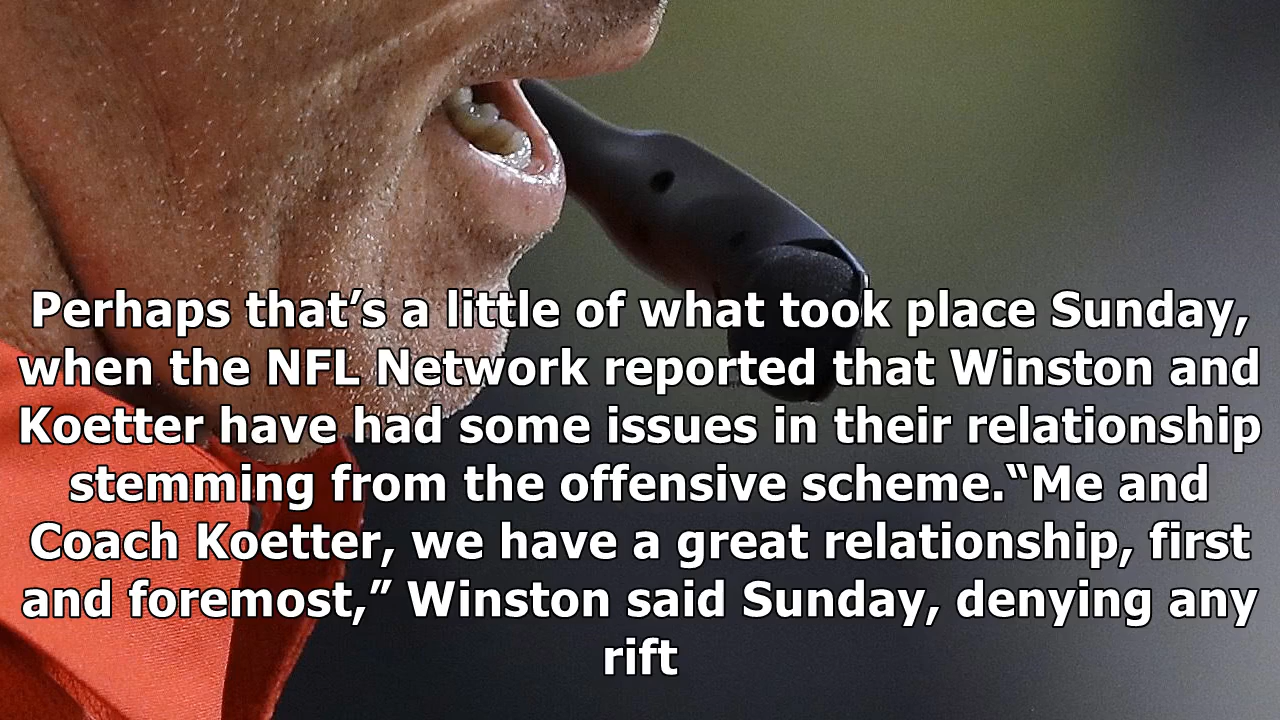 Perhaps that’s a little of what took place Sunday,
when the NFL Network reported that Winston and
Koetter have had some issues in their relationship
stemming from the offensive scheme.“Me and
Coach Koetter, we have a great relationship, first
and foremost,” Winston said Sunday, denying any
rift